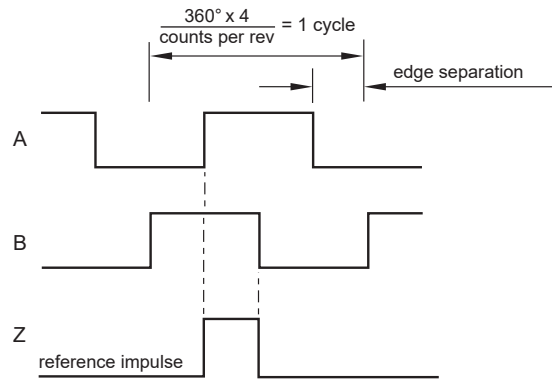 360° x 4
counts per rev
= 1 cycle
edge separation
A
B
Z
reference impulse